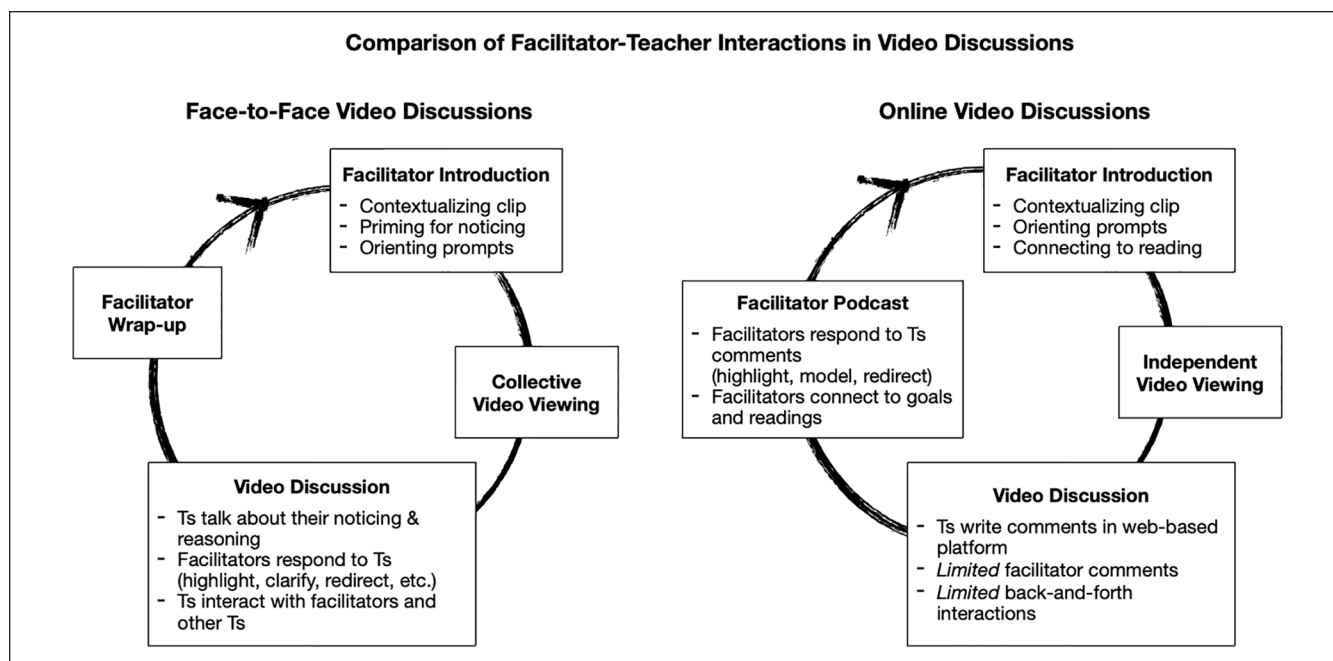 Comparison of Facilitator-Teacher Interactions in Video Discussions
Face-to-Face Video Discussions
Facilitator Introduction
- Contextualizing clip
- Priming for noticing
- Orienting prompts
Collective
Video Viewing
Video Discussion
- Ts talk about their noticing &
reasoning
- Facilitators respond to Ts
(highlight, clarify, redirect, etc.)
- Ts interact with facilitators and
other Ts
Facilitator
Wrap-up
Online Video Discussions
Facilitator Introduction
- Contextualizing clip
- Orienting prompts
- Connecting to reading
Independent
Video Viewing
Video Discussion
- Ts write comments in web-based
platform
- Limited facilitator comments
- Limited back-and-forth
interactions
Facilitator Podcast
- Facilitators respond to Ts
comments
(highlight, model, redirect)
- Facilitators connect to goals
and readings